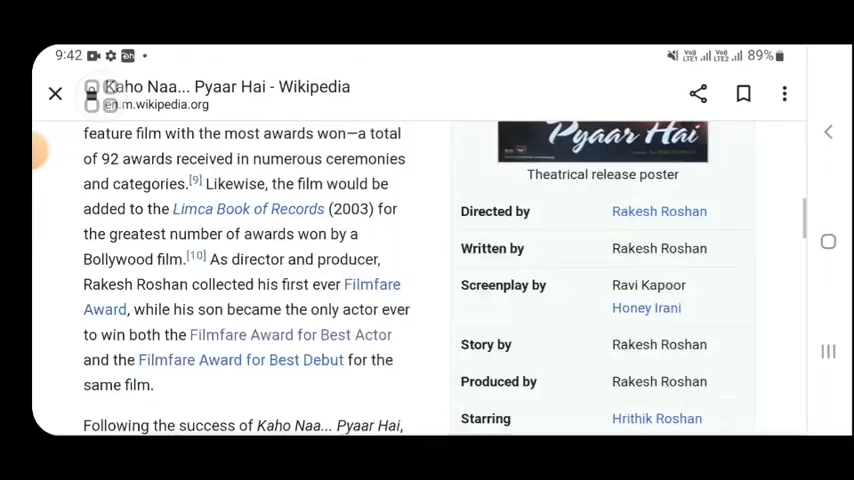 9:42
89%
Kaho Naa... Pyaar Hai - Wikipedia
en.m.wikipedia.org
feature film with the most awards won—a total
of 92 awards received in numerous ceremonies
and categories.[9] Likewise, the film would be
added to the Limca Book of Records (2003) for
the greatest number of awards won by a
Bollywood film.[10] As director and producer,
Rakesh Roshan collected his first ever Filmfare
Award, while his son became the only actor ever
to win both the Filmfare Award for Best Actor
and the Filmfare Award for Best Debut for the
same film.
Following the success of Kaho Naa... Pyaar Hai,
Pyaar Hai
Theatrical release poster
Directed by Rakesh Roshan
Written by Rakesh Roshan
Screenplay by Ravi Kapoor
Honey Irani
Story by Rakesh Roshan
Produced by Rakesh Roshan
Starring Hrithik Roshan